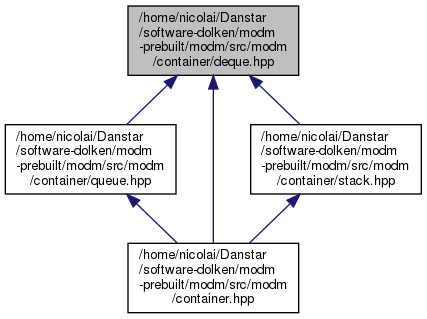 /home/nicolai/Danstar
/software-dolken/modm
-prebuilt/modm/src/modm
/container/deque.hpp
/home/nicolai/Danstar
/software-dolken/modm
-prebuilt/modm/src/modm
/container/queue.hpp
/home/nicolai/Danstar
/software-dolken/modm
-prebuilt/modm/src/modm
/container/stack.hpp
/home/nicolai/Danstar
/software-dolken/modm
-prebuilt/modm/src/modm
/container.hpp